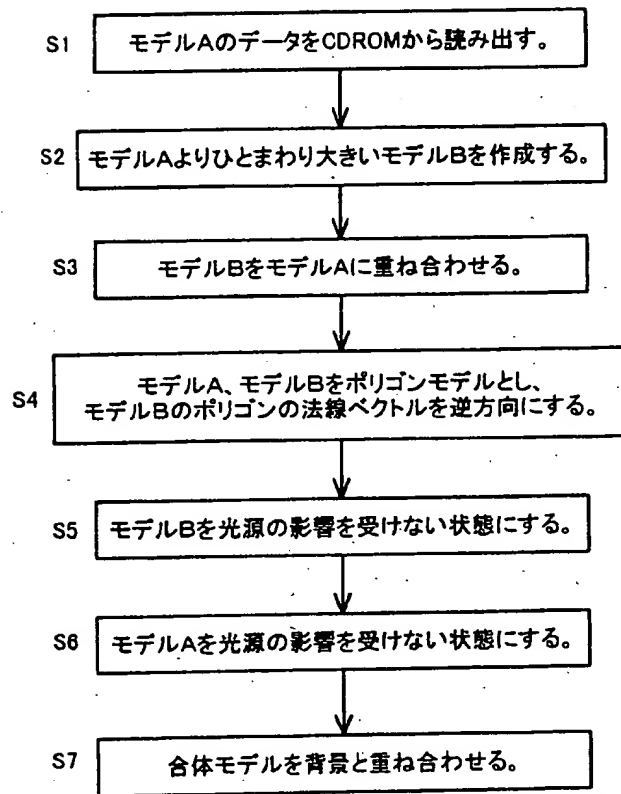 S1 モデルAのデータをCDROMから読み出す。
S2 モデルAよりひとまわり大きいモデルBを作成する。
S3 モデルBをモデルAに重ね合わせる。
S4 モデルA、モデルBをポリゴンモデルとし、
モデルBのポリゴンの法線ベクトルを逆方向にする。
S5 モデルBを光源の影響を受けない状態にする。
S6 モデルAを光源の影響を受けない状態にする。
S7 合体モデルを背景と重ね合わせる。